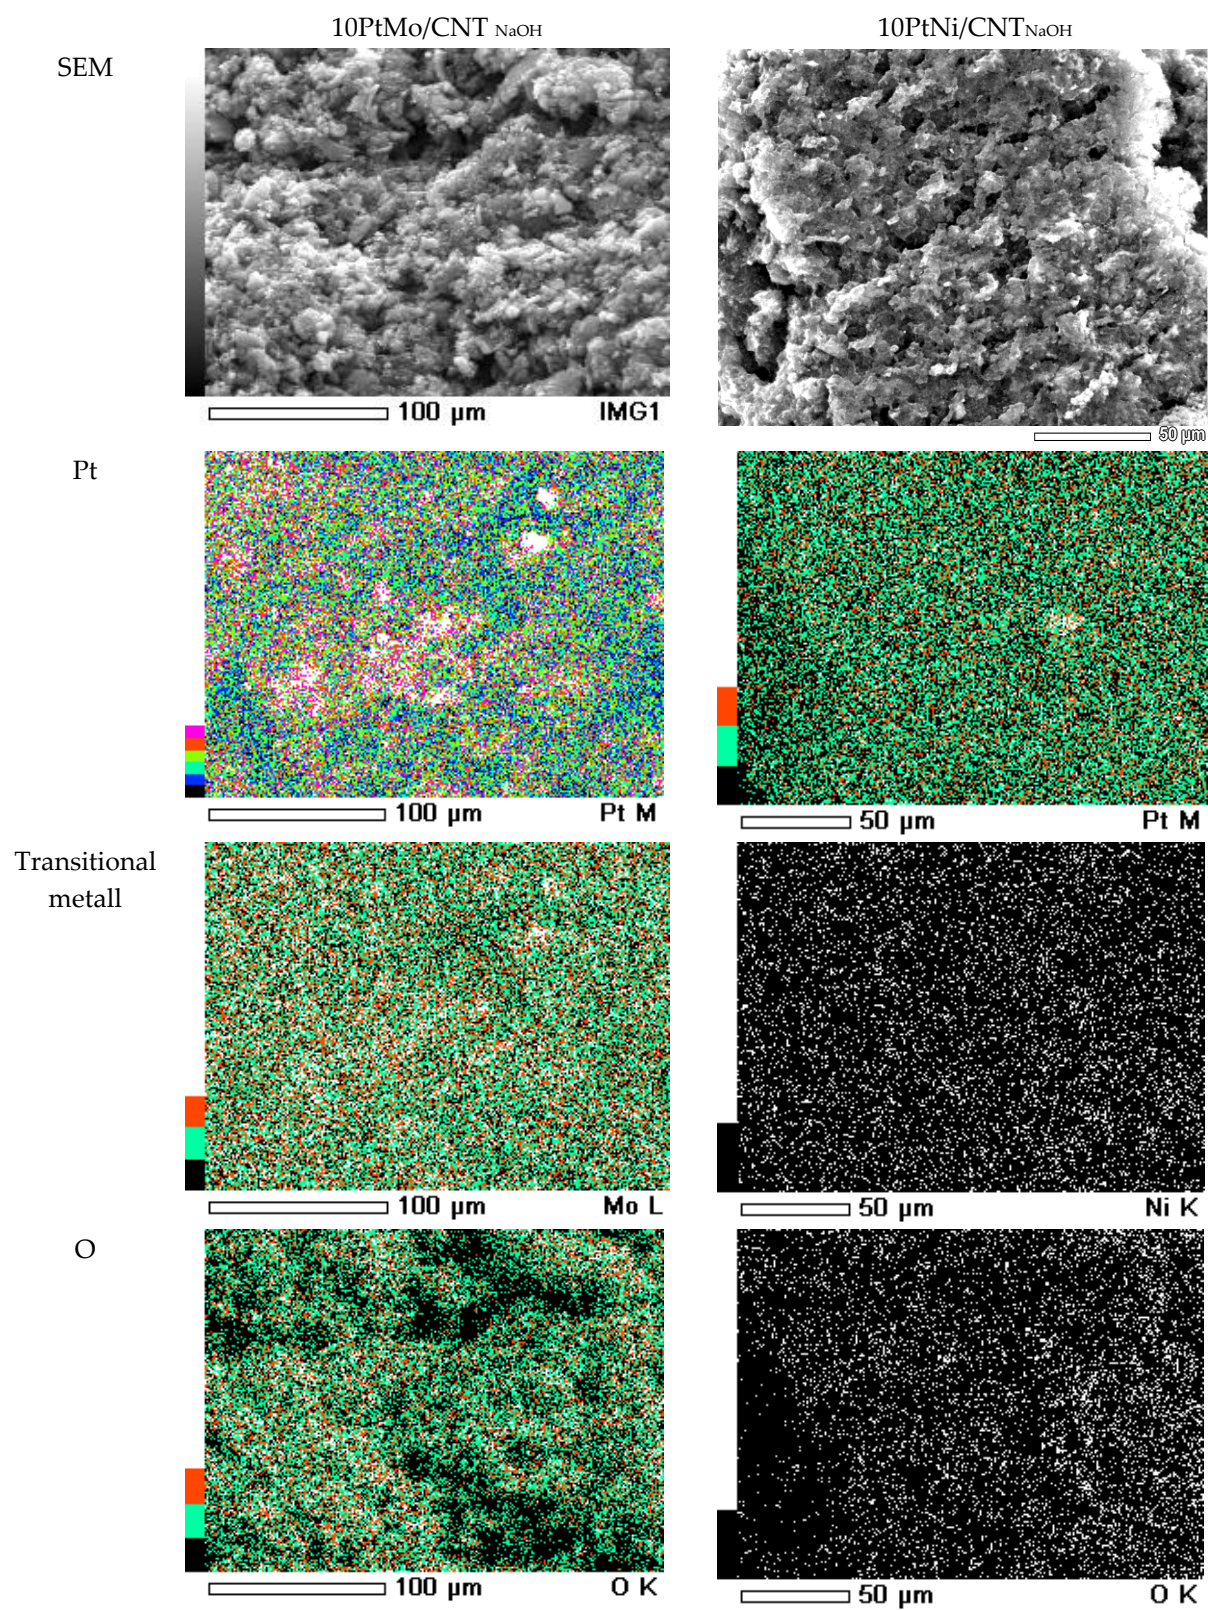 10PtMo/CNT NaOH
10PtNi/CNTNaOH
SEM
100 µm IMG1
50 µm
Pt
100 µm Pt M
50 µm Pt M
Transitional
metall
100 µm Mo L
50 µm Ni K
O
100 µm O K
50 µm O K